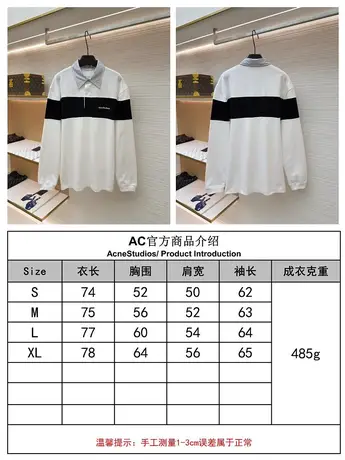 AC官方商品介绍
AcneStudios/ Product Introduction
Size 衣长 胸围 肩宽 袖长 成衣克重
S 74 52 50 62
M 75 56 52 63
L 77 60 54 64
XL 78 64 56 65
485g
温馨提示：手工测量1-3cm误差属于正常